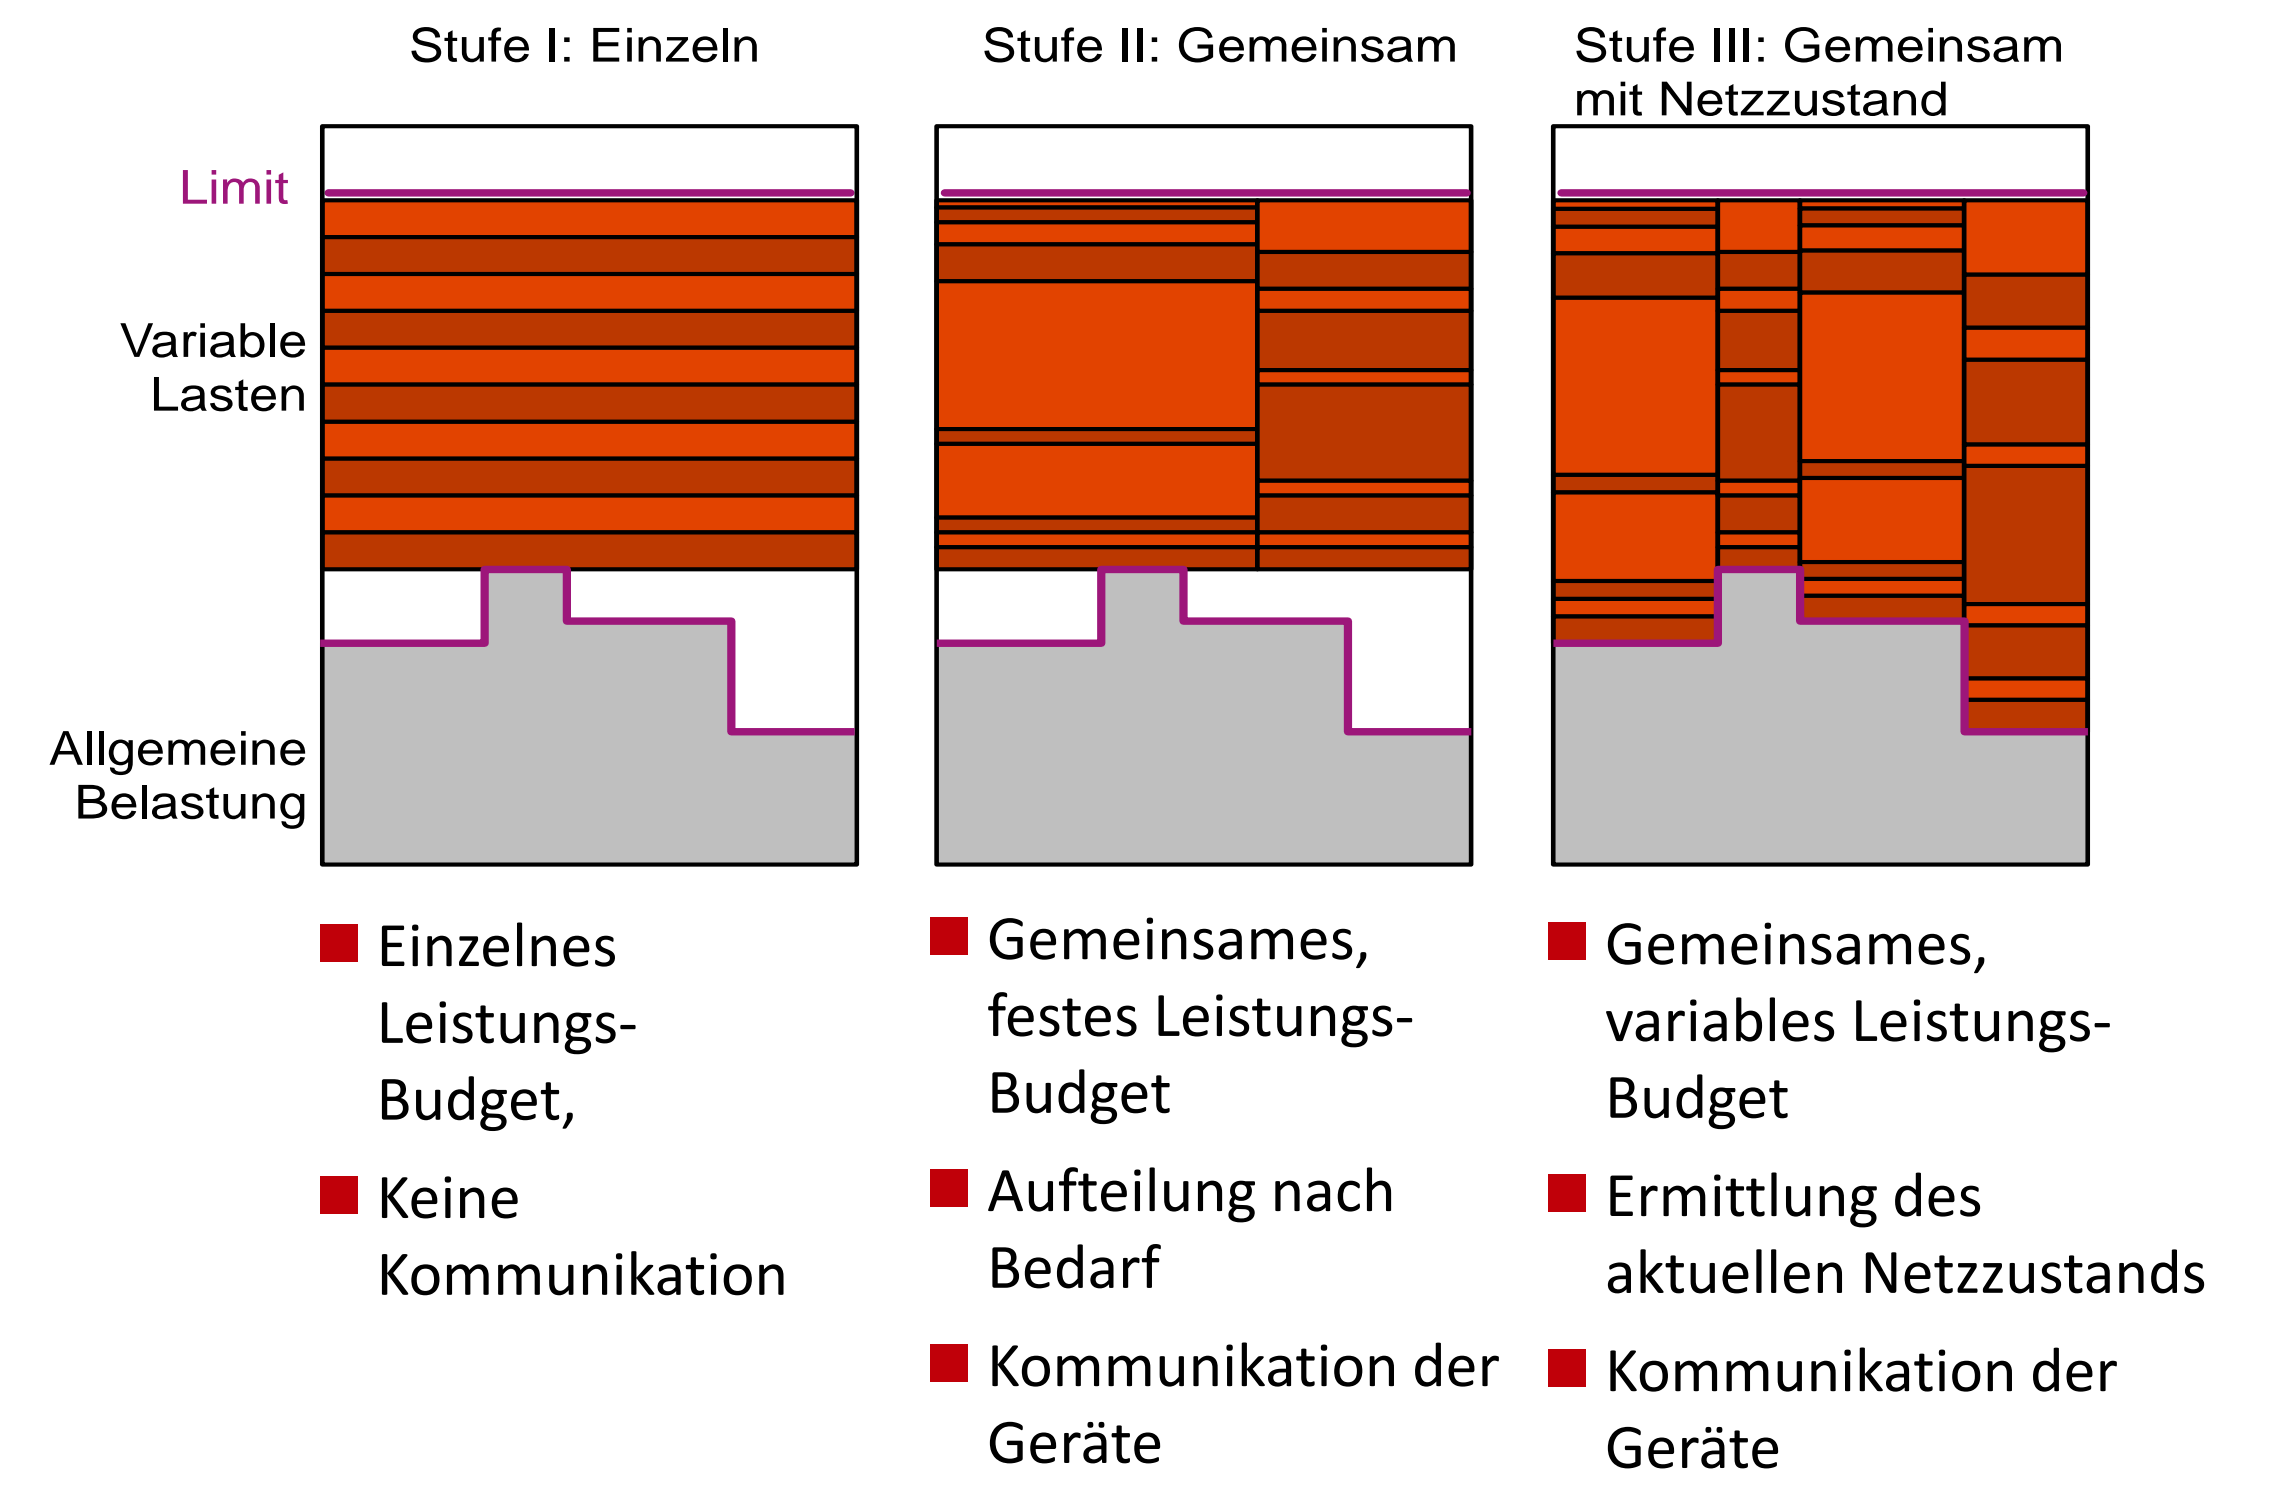 Stufe I: Einzeln
Stufe II: Gemeinsam
Stufe III: Gemeinsam
mit Netzzustand
Limit
Variable
Lasten
Allgemeine
Belastung
Einzelnes
Leistungs-
Budget,
Keine
Kommunikation
Gemeinsames,
festes Leistungs-
Budget
Aufteilung nach
Bedarf
Kommunikation der
Geräte
Gemeinsames,
variables Leistungs-
Budget
Ermittlung des
aktuellen Netzzustands
Kommunikation der
Geräte